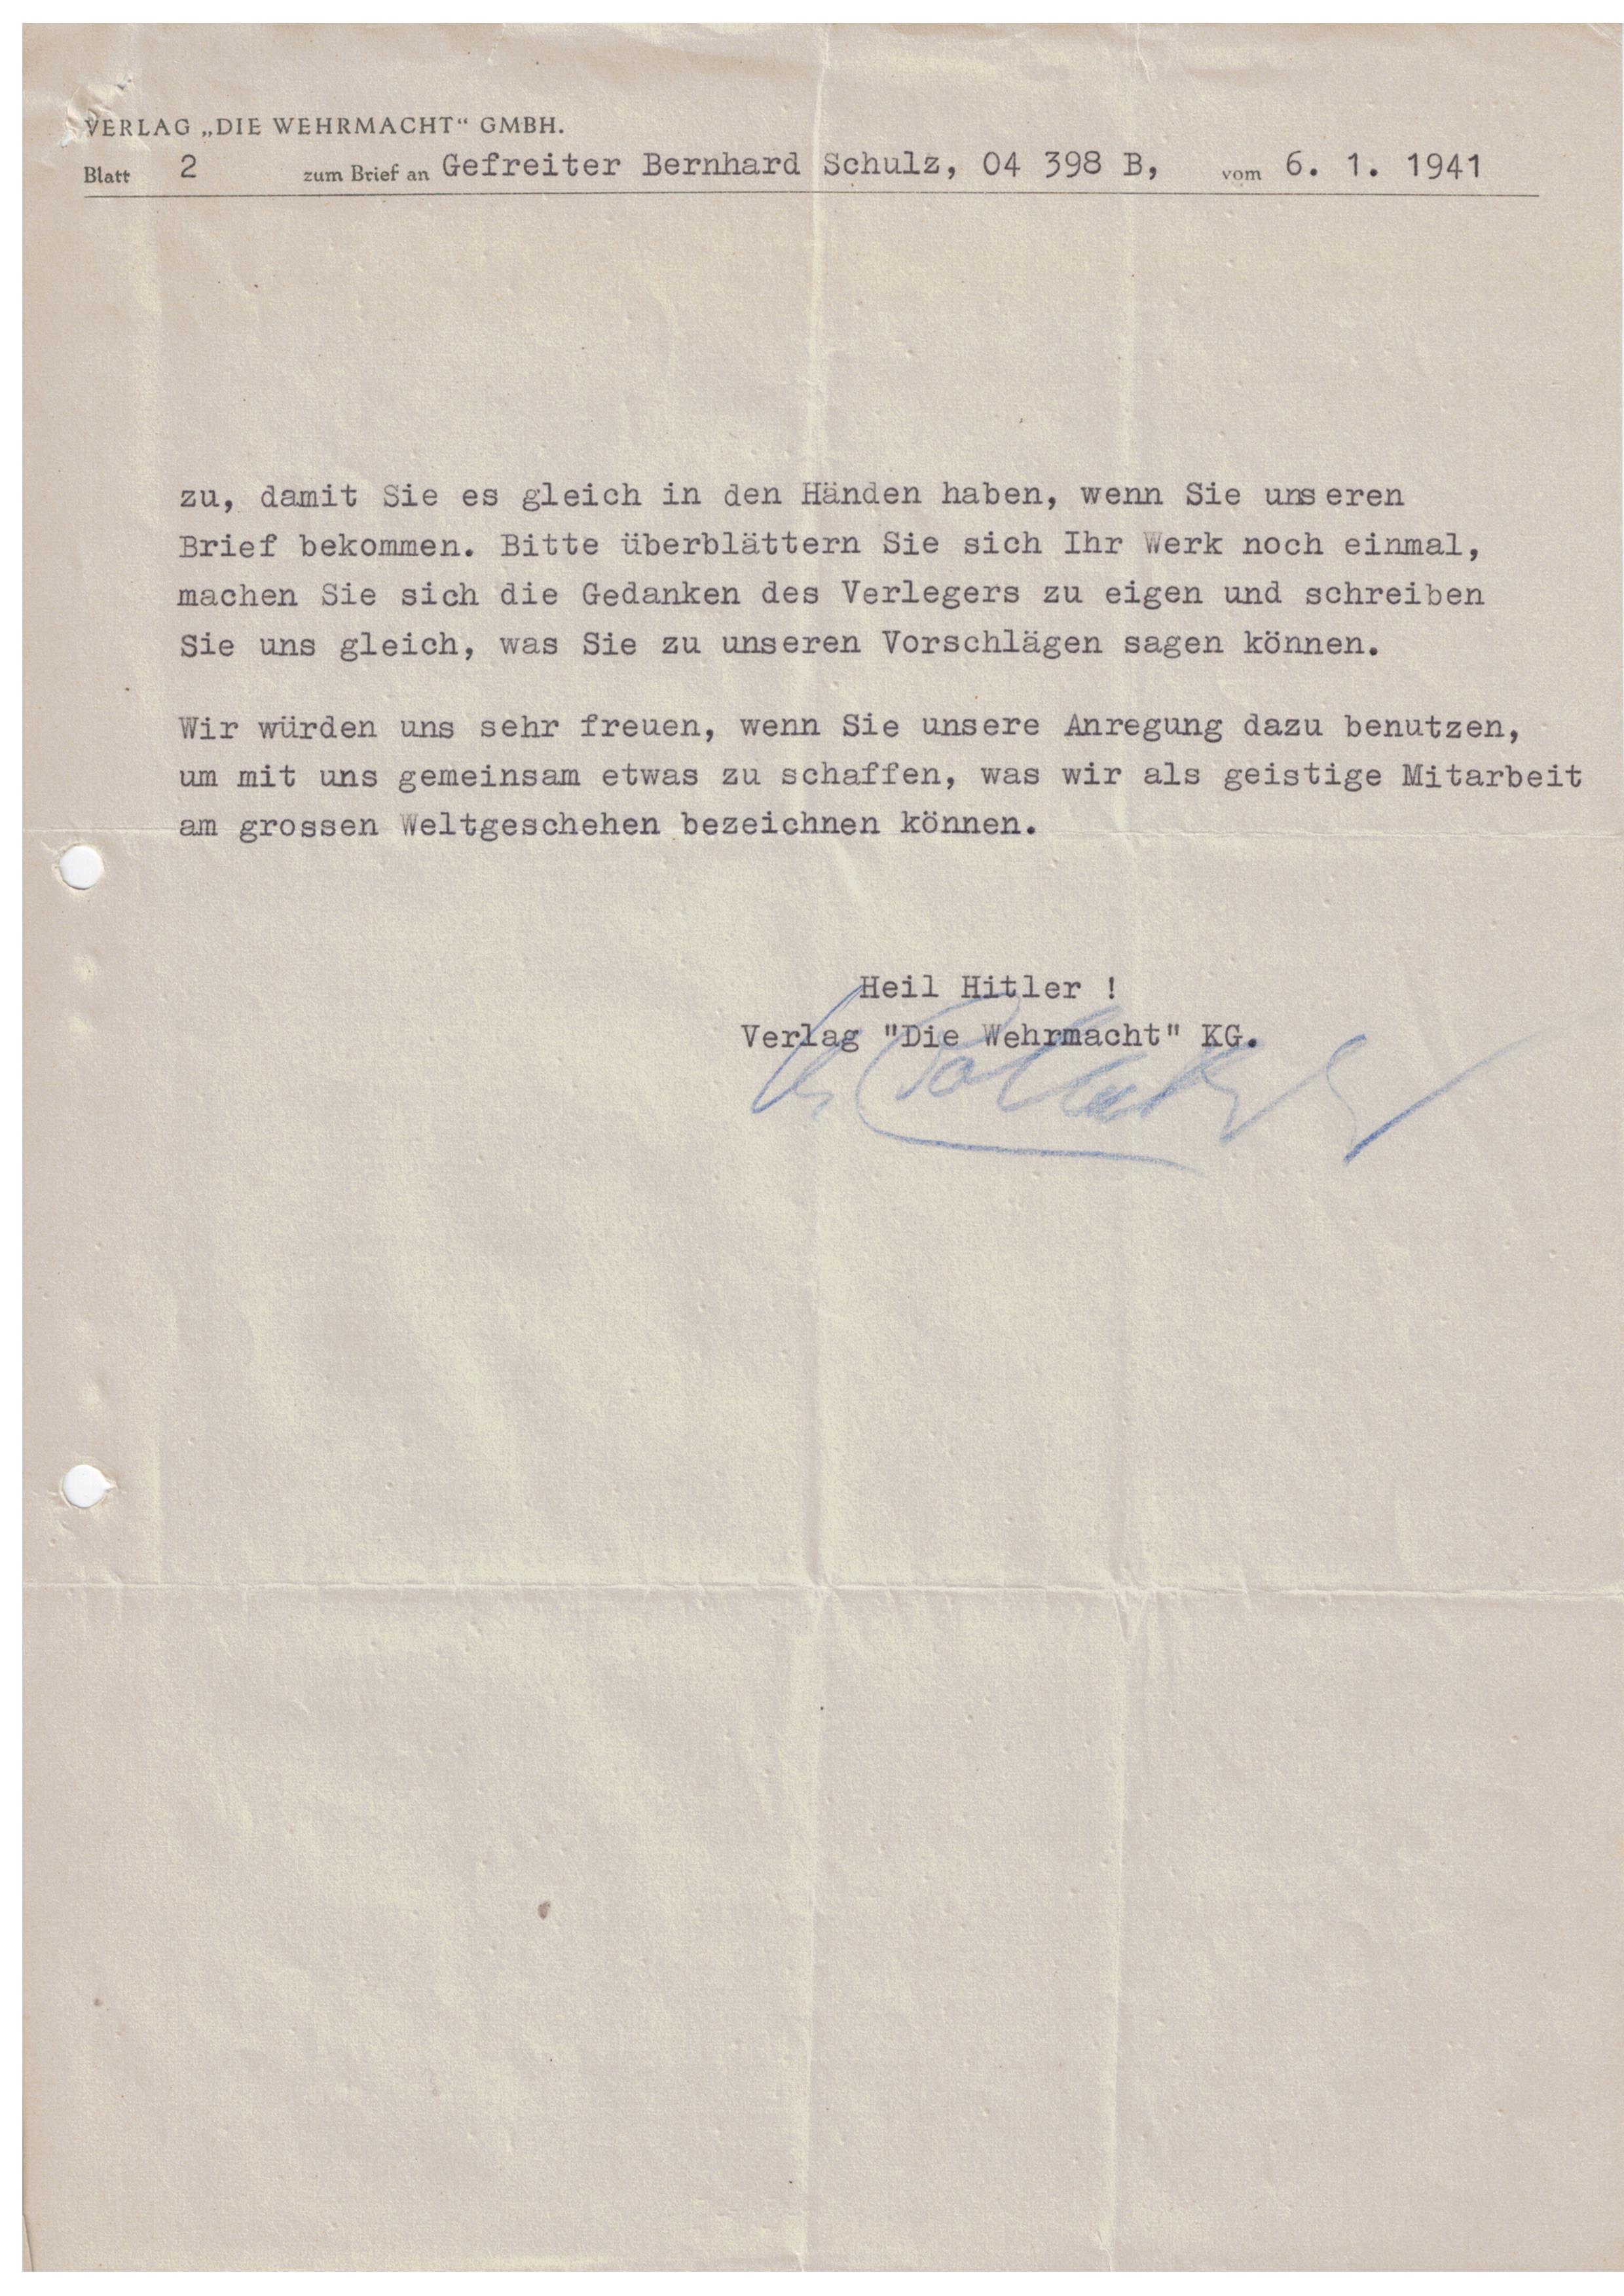 VERLAG „DIE WEHRMACHT“ GMBH.
Blatt 2 zum Brief an Gefreiter Bernhard Schulz, 04 398 B, vom 6. 1. 1941
zu, damit Sie es gleich in den Händen haben, wenn Sie unseren
Brief bekommen. Bitte überblättern Sie sich Ihr Werk noch einmal,
machen Sie sich die Gedanken des Verlegers zu eigen und schreiben
Sie uns gleich, was Sie zu unseren Vorschlägen sagen können.
Wir würden uns sehr freuen, wenn Sie unsere Anregung dazu benutzen,
um mit uns gemeinsam etwas zu schaffen, was wir als geistige Mitarbeit
am grossen Weltgeschehen bezeichnen können.
Heil Hitler !
Verlag "Die Wehrmacht" KG.